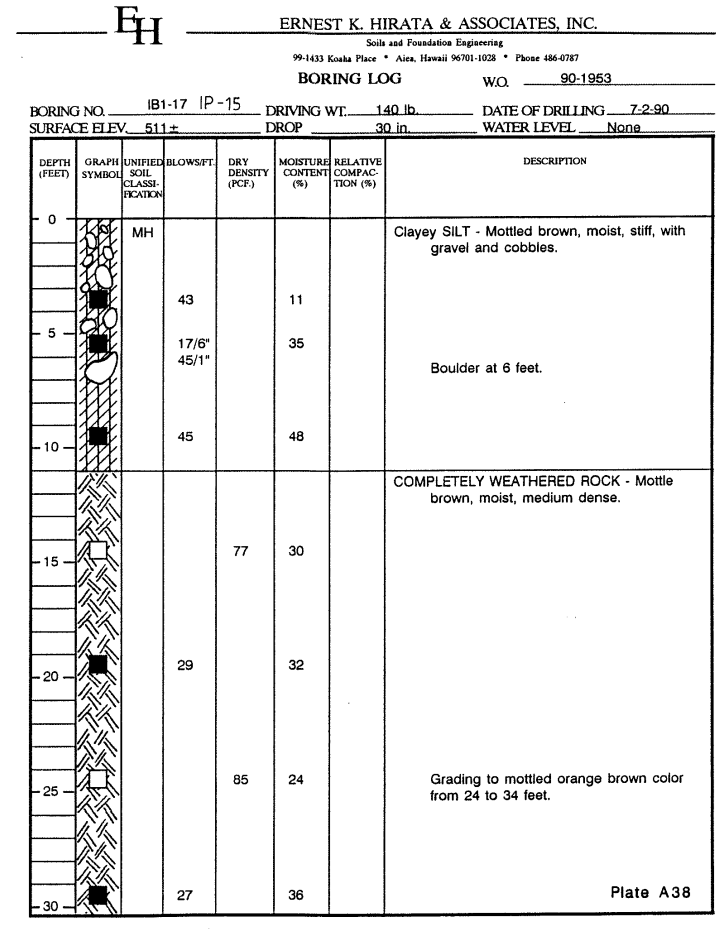 EH
ERNEST K. HIRATA & ASSOCIATES, INC.
Soils and Foundation Engineering
99-1433 Koaha Place * Aiea, Hawaii 96701-1028 * Phone 486-0787
BORING LOG W.O. 90-1953
BORING NO. IB1-17 IP-15 DRIVING WT. 140 lb. DATE OF DRILLING 7-2-90
SURFACE ELEV. 511± DROP 30 in. WATER LEVEL None
DEPTH GRAPH UNIFIED BLOWS/FT. DRY MOISTURE RELATIVE DESCRIPTION
(FEET) SYMBOL SOIL DENSITY CONTENT COMPAC-
CLASSI- (PCF.) (%) TION (%)
FICATION
0
MH Clayey SILT - Mottled brown, moist, stiff, with
gravel and cobbles.
43 11
5 17/6" 35
45/1"
Boulder at 6 feet.
45 48
10
COMPLETELY WEATHERED ROCK - Mottle
brown, moist, medium dense.
77 30
15
29 32
20
85 24 Grading to mottled orange brown color
25 from 24 to 34 feet.
27 36 Plate A38
30